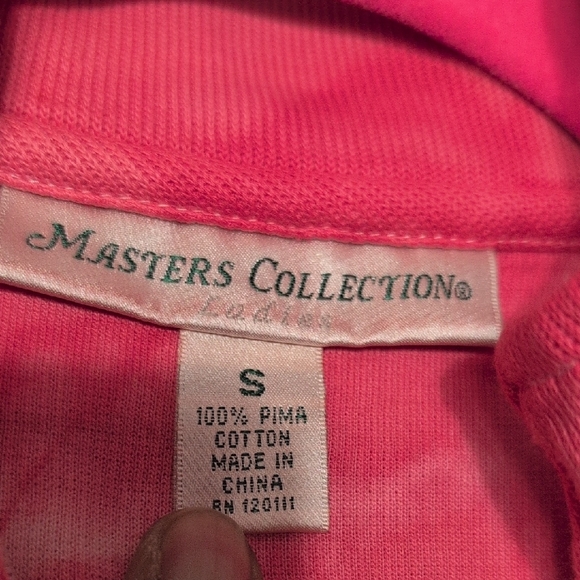 MASTERS COLLECTION®
Ladies
S
100% PIMA
COTTON
MADE IN
CHINA
RN 120111